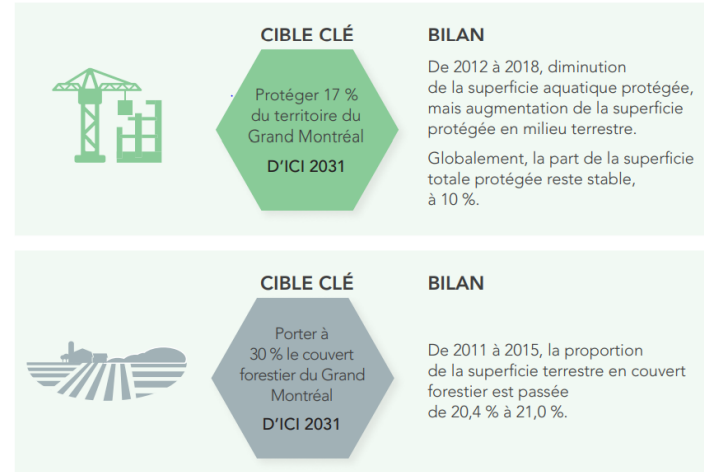 CIBLE CLÉ
Protéger 17 %
du territoire du
Grand Montréal
D'ICI 2031
BILAN
De 2012 à 2018, diminution
de la superficie aquatique protégée,
mais augmentation de la superficie
protégée en milieu terrestre.
Globalement, la part de la superficie
totale protégée reste stable,
à 10 %.
CIBLE CLÉ
Porter à
30 % le couvert
forestier du Grand
Montréal
D'ICI 2031
BILAN
De 2011 à 2015, la proportion
de la superficie terrestre en couvert
forestier est passée
de 20,4 % à 21,0 %.